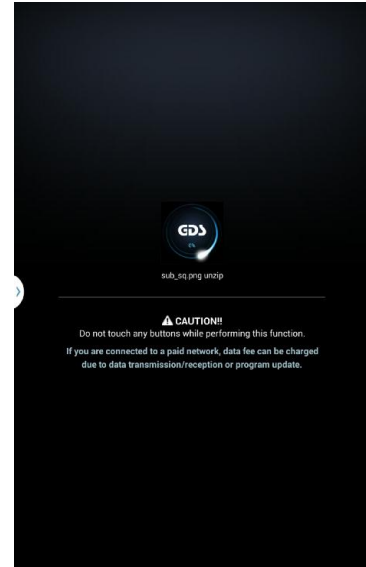 GDS
0%
sub_sq.png unzip
CAUTION!!
Do not touch any buttons while performing this function.
If you are connected to a paid network, data fee can be charged
due to data transmission/reception or program update.